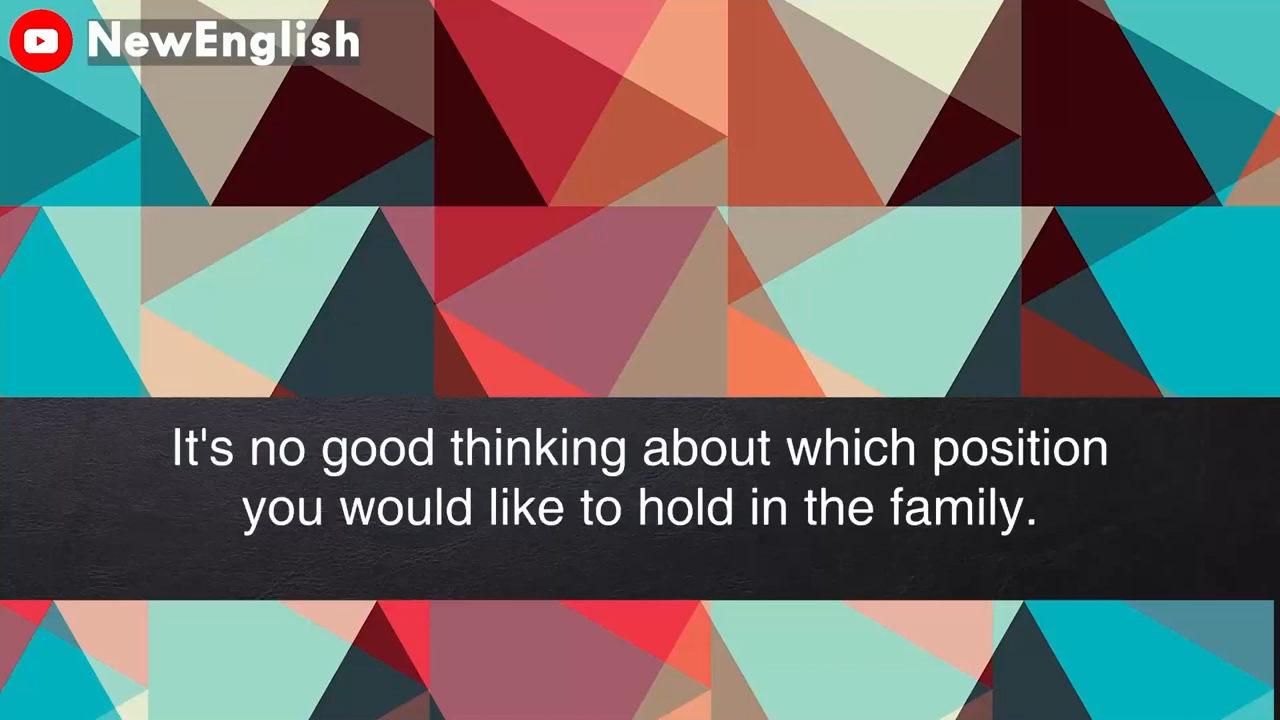 NewEnglish
It's no good thinking about which position
you would like to hold in the family.